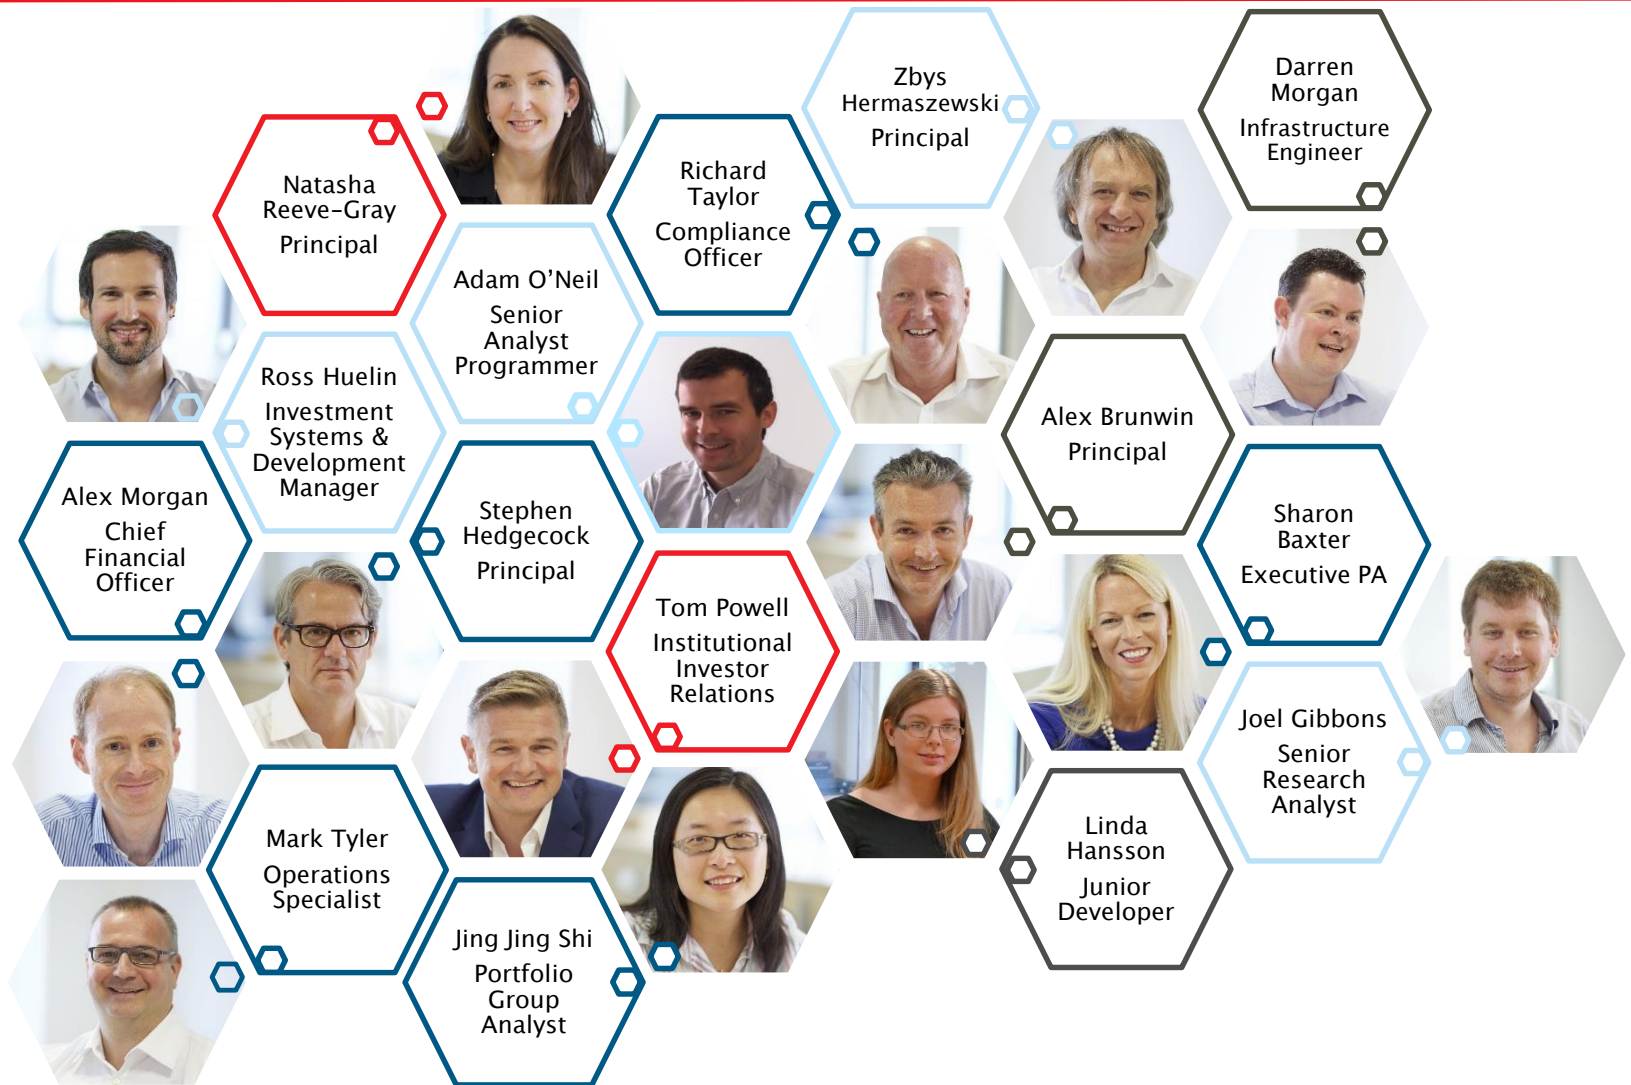 Zbys
Hermaszewski
Principal
Darren
Morgan
Infrastructure
Engineer
Natasha
Reeve-Gray
Principal
Richard
Taylor
Compliance
Officer
Adam O’Neil
Senior
Analyst
Programmer
Ross Huelin
Investment
Systems &
Development
Manager
Alex Brunwin
Principal
Alex Morgan
Chief
Financial
Officer
Stephen
Hedgecock
Principal
Sharon
Baxter
Executive PA
Tom Powell
Institutional
Investor
Relations
Joel Gibbons
Senior
Research
Analyst
Mark Tyler
Operations
Specialist
Linda
Hansson
Junior
Developer
Jing Jing Shi
Portfolio
Group
Analyst